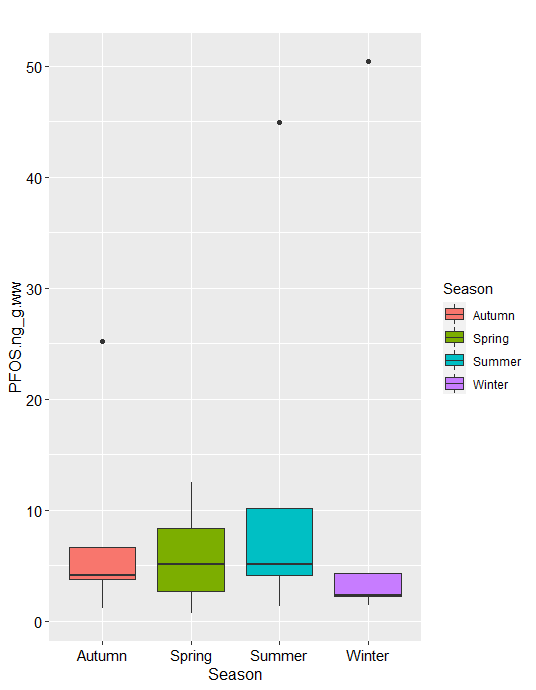 50
40
30
20
10
0
PFOS.ng_g.ww
Autumn Spring Summer Winter
Season
Season
Autumn
Spring
Summer
Winter